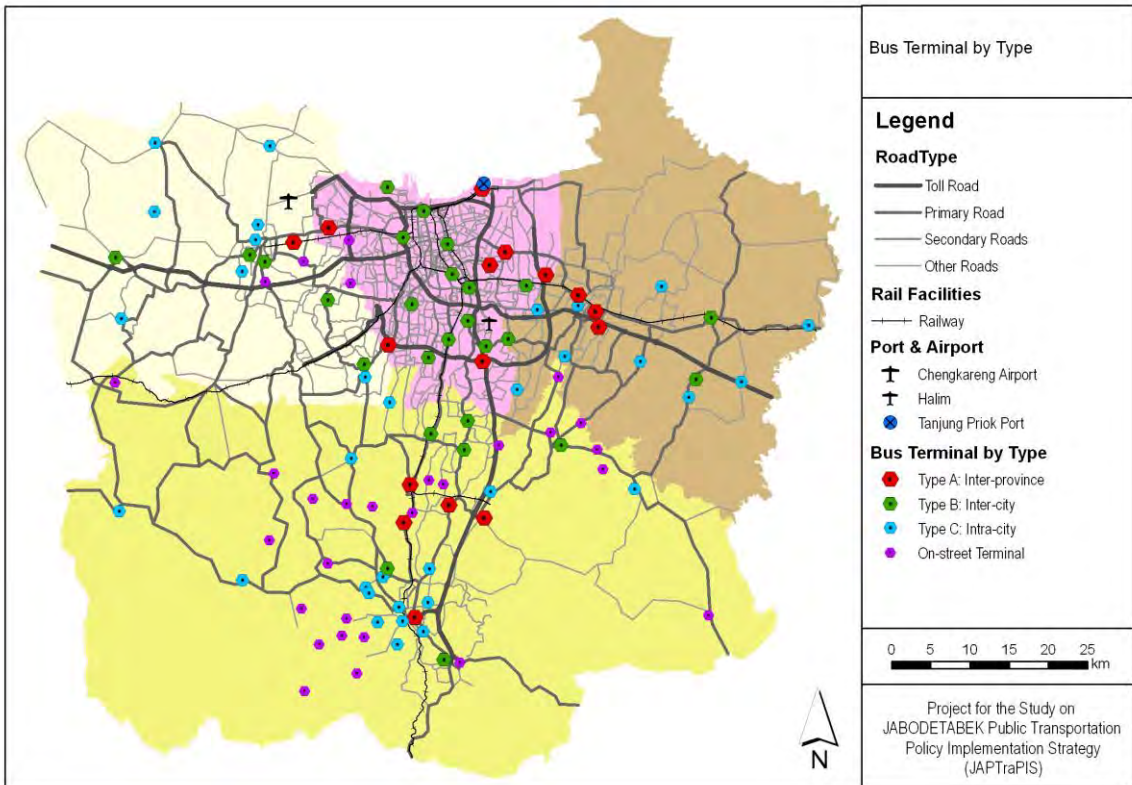 Bus Terminal by Type
Legend
RoadType
Toll Road
Primary Road
Secondary Roads
Other Roads
Rail Facilities
Railway
Port & Airport
Chengkareng Airport
Halim
Tanjung Priok Port
Bus Terminal by Type
Type A: Inter-province
Type B: Inter-city
Type C: Intra-city
On-street Terminal
0 5 10 15 20 25
km
N
Project for the Study on
JABODETABEK Public Transportation
Policy Implementation Strategy
(JAPTraPIS)